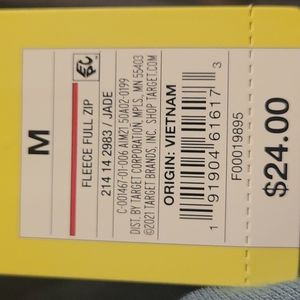 M
FLEECE FULL ZIP
214 14 2983 / JADE
C-001467-01-006 AIM21 50A02-0199
DIST. BY TARGET CORPORATION, MPLS, MN 55403
©2021 TARGET BRANDS, INC. SHOP TARGET.COM
ORIGIN: VIETNAM
1 91904 61617 3
F00019895
$24.00